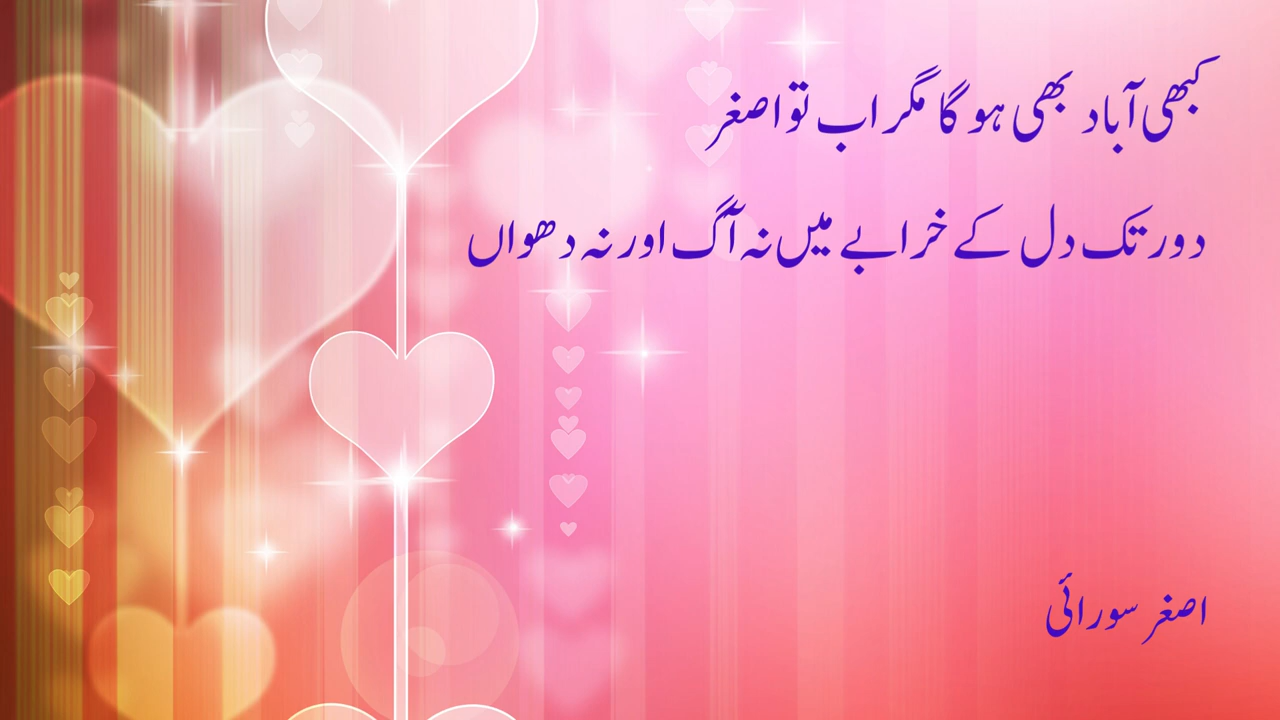 کبھی آباد بھی ہو گا مگر اب تو اصغر
دور تک دل کے خرابے میں نہ آگ اور نہ دھواں
اصغر سورائی